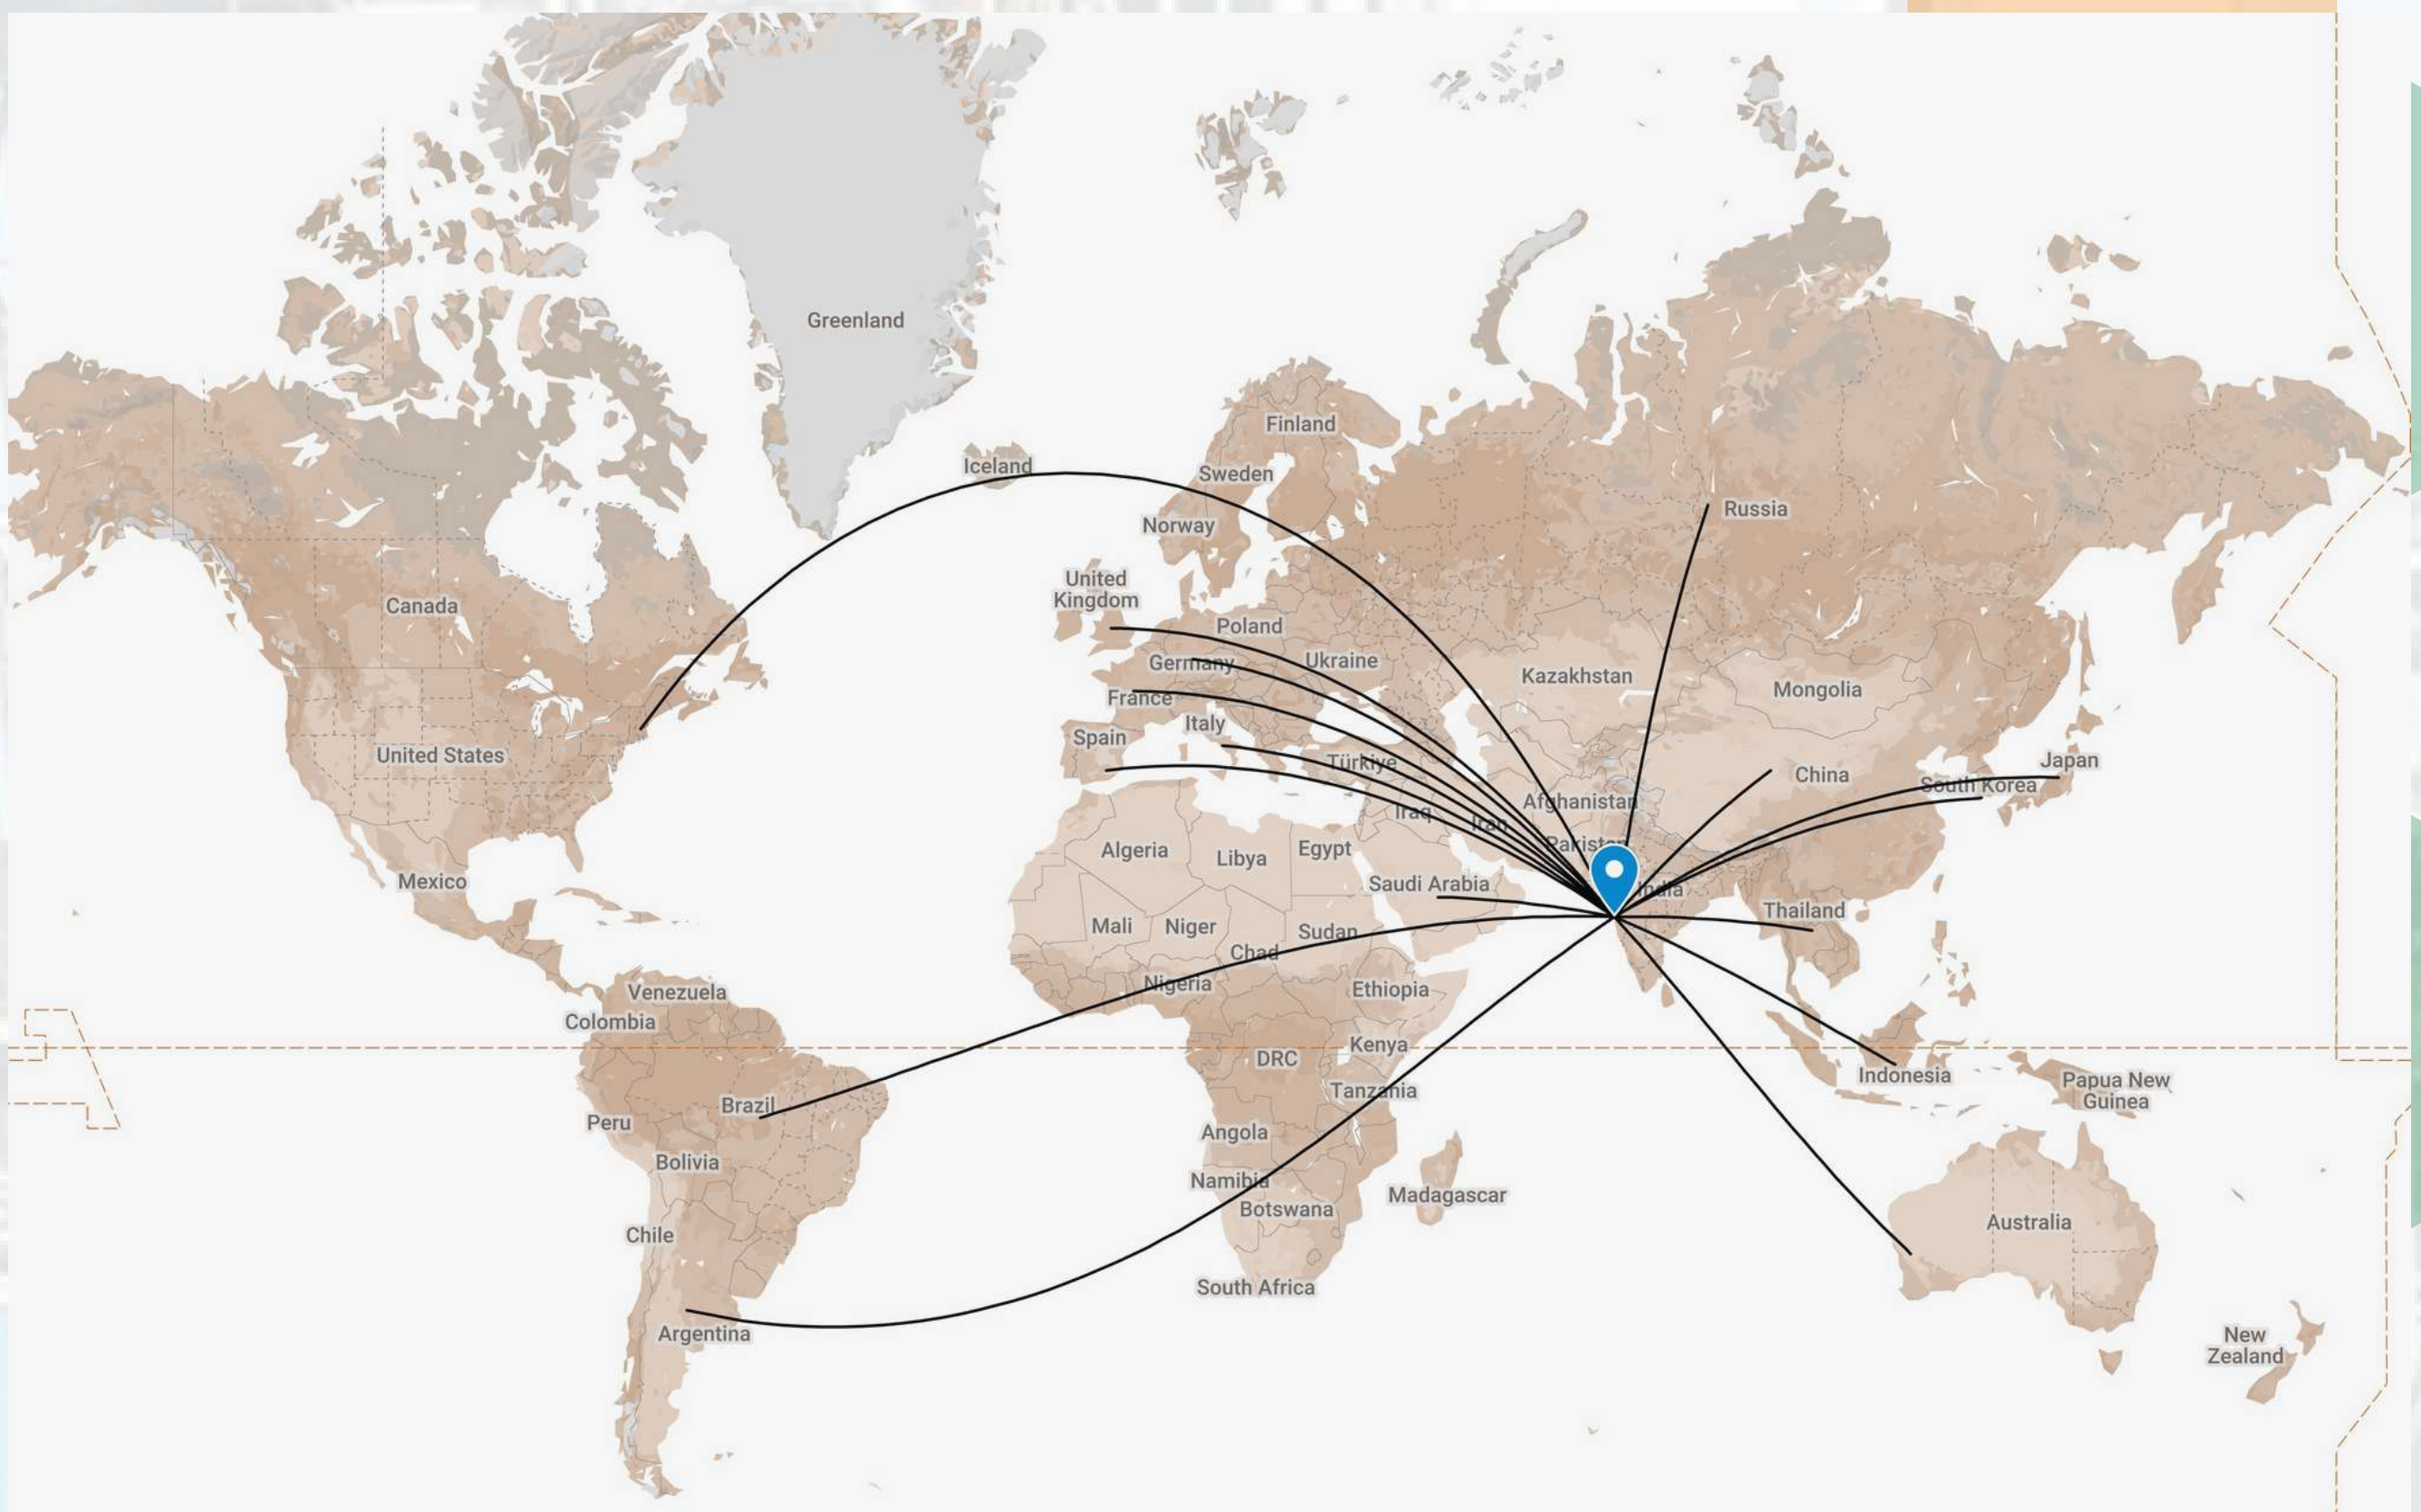 Greenland
Finland
Iceland
Sweden
Russia
Norway
United
Kingdom
Canada
Poland
Germany
Ukraine
Kazakhstan
Mongolia
France
Italy
Spain
United States
Türkiye
Japan
China
South Korea
Afghanistan
Iraq
Iran
Pakistan
Algeria
Libya
Egypt
Mexico
Saudi Arabia
India
Thailand
Mali
Niger
Sudan
Chad
Nigeria
Ethiopia
Venezuela
Colombia
Kenya
DRC
Indonesia
Papua New
Guinea
Tanzania
Brazil
Peru
Angola
Bolivia
Namibia
Madagascar
Botswana
Australia
Chile
South Africa
Argentina
New
Zealand